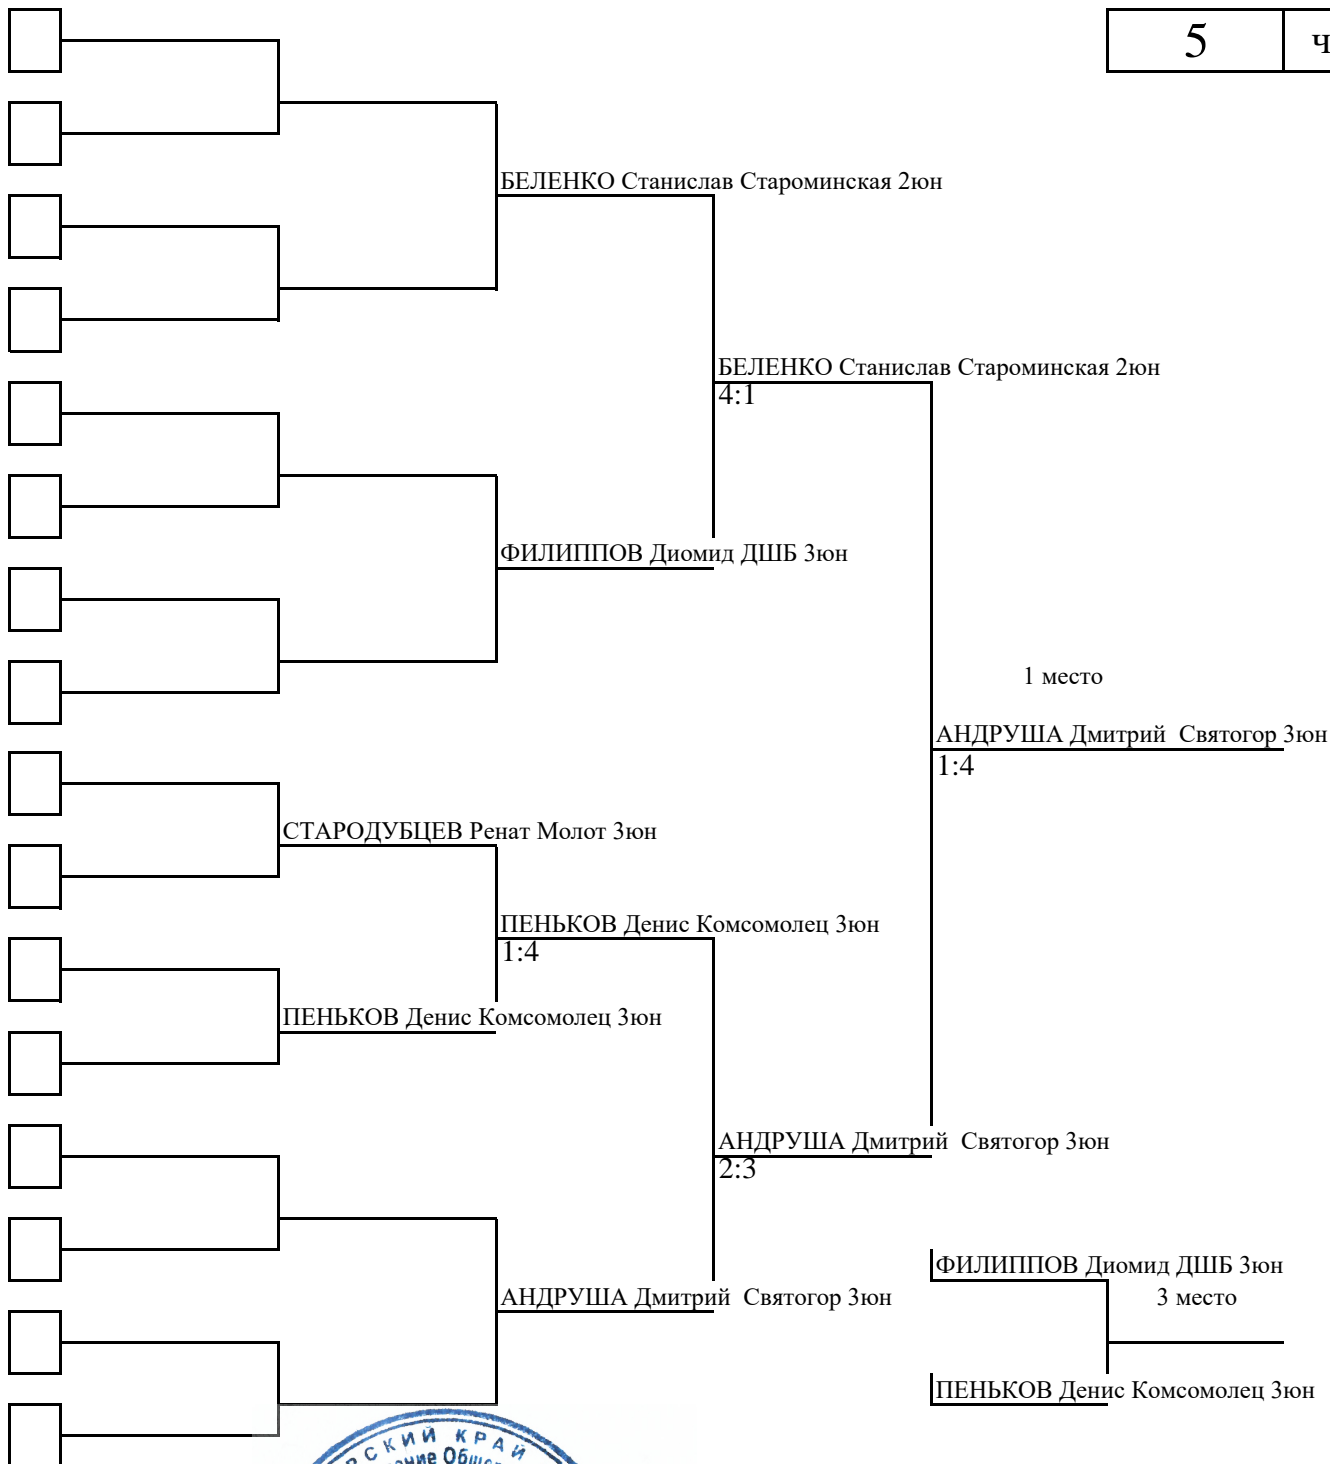 5 ч
БЕЛЕНКО Станислав Староминская 2юн
БЕЛЕНКО Станислав Староминская 2юн
4:1
ФИЛИППОВ Диомид ДШБ 3юн
1 место
АНДРУША Дмитрий Святогор 3юн
1:4
СТАРОДУБЦЕВ Ренат Молот 3юн
ПЕНЬКОВ Денис Комсомолец 3юн
1:4
ПЕНЬКОВ Денис Комсомолец 3юн
АНДРУША Дмитрий Святогор 3юн
2:3
ФИЛИППОВ Диомид ДШБ 3юн
АНДРУША Дмитрий Святогор 3юн
3 место
ПЕНЬКОВ Денис Комсомолец 3юн
КРАЙ